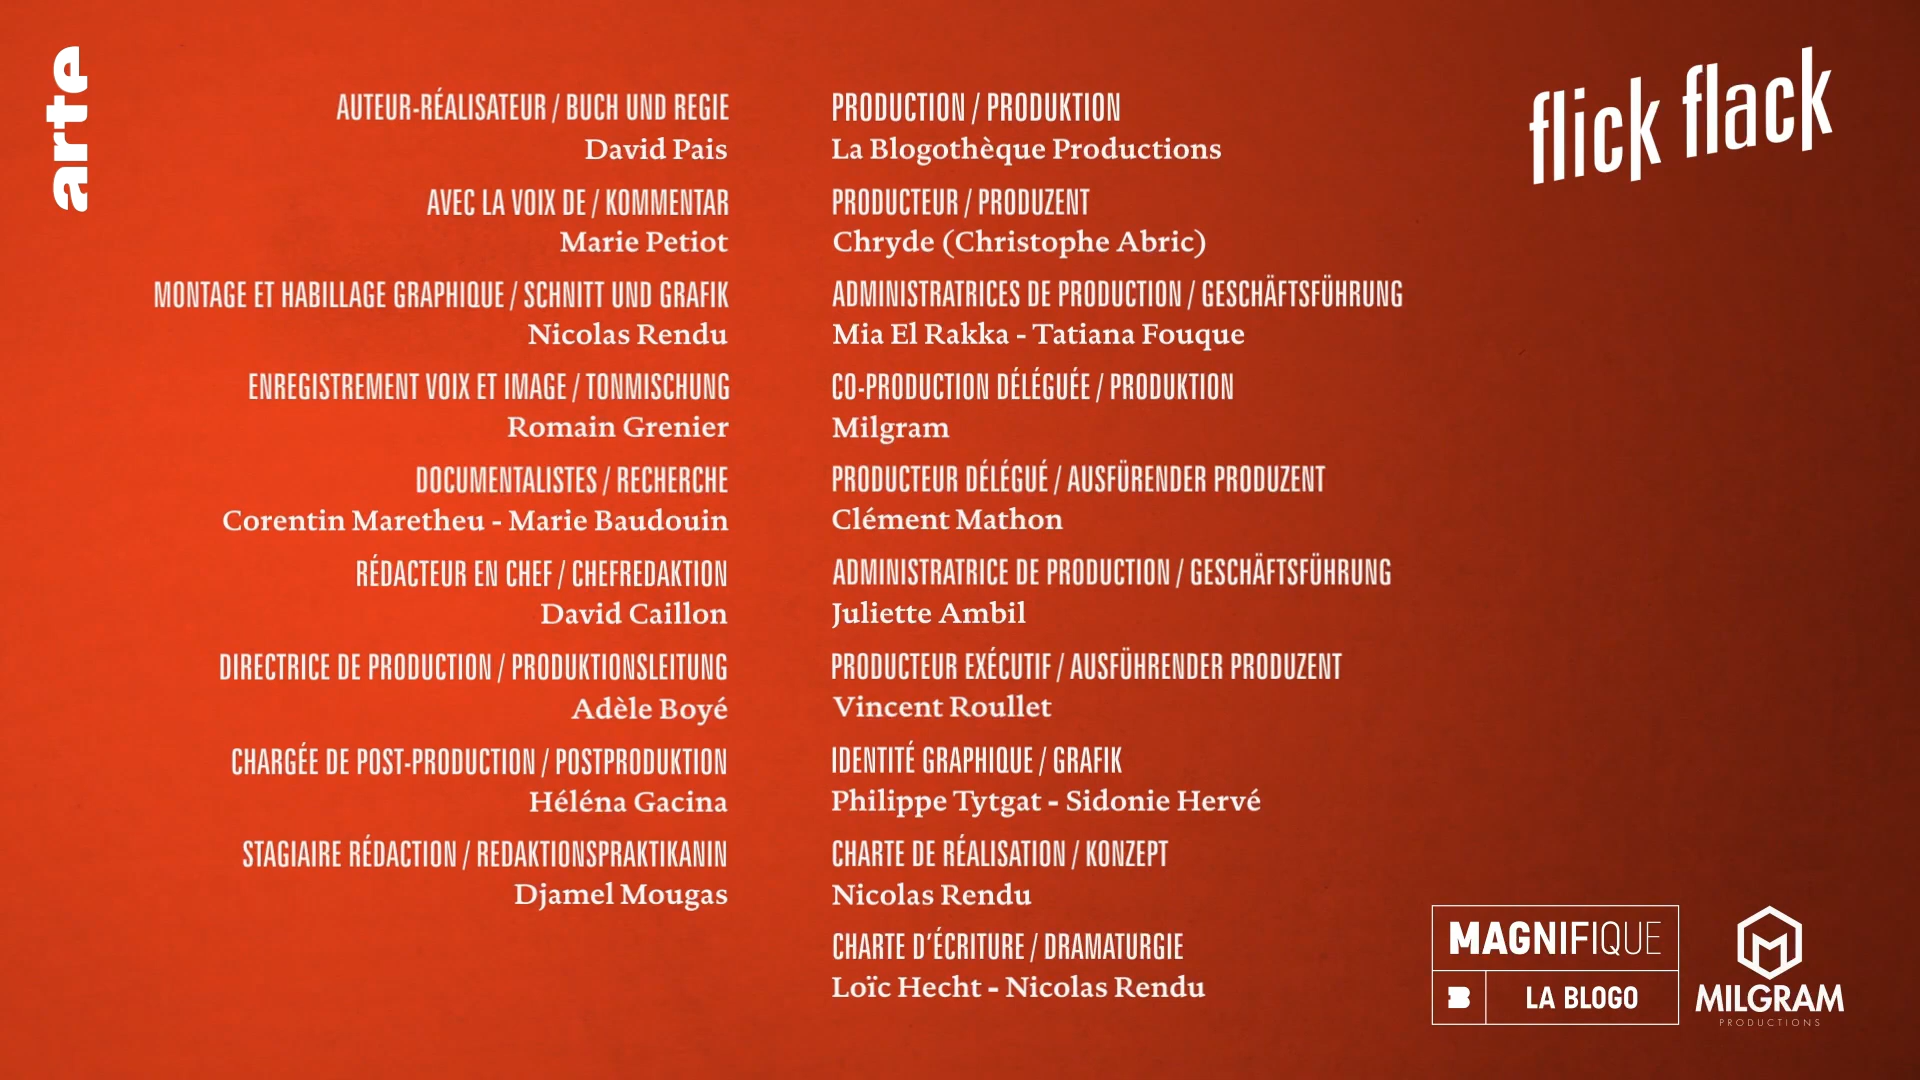 arte
AUTEUR-RÉALISATEUR / BUCH UND REGIE
David Pais
AVEC LA VOIX DE / KOMMENTAR
Marie Petiot
MONTAGE ET HABILLAGE GRAPHIQUE / SCHNITT UND GRAFIK
Nicolas Rendu
ENREGISTREMENT VOIX ET IMAGE / TONMISCHUNG
Romain Grenier
DOCUMENTALISTES / RECHERCHE
Corentin Maretheu - Marie Baudouin
RÉDACTEUR EN CHEF / CHEFREDAKTION
David Caillon
DIRECTRICE DE PRODUCTION / PRODUKTIONSLEITUNG
Adèle Boyé
CHARGÉE DE POST-PRODUCTION / POSTPRODUKTION
Héléna Gacina
STAGIAIRE RÉDACTION / REDAKTIONSPRAKTIKANIN
Djamel Mougas
PRODUCTION / PRODUKTION
La Blogothèque Productions
PRODUCTEUR / PRODUZENT
Chryde (Christophe Abric)
ADMINISTRATRICES DE PRODUCTION / GESCHÄFTSFÜHRUNG
Mia El Rakka - Tatiana Fouque
CO-PRODUCTION DÉLÉGUÉE / PRODUKTION
Milgram
PRODUCTEUR DÉLÉGUÉ / AUSFÜRENDER PRODUZENT
Clément Mathon
ADMINISTRATRICE DE PRODUCTION / GESCHÄFTSFÜHRUNG
Juliette Ambil
PRODUCTEUR EXÉCUTIF / AUSFÜHRENDER PRODUZENT
Vincent Roullet
IDENTITÉ GRAPHIQUE / GRAFIK
Philippe Tytgat - Sidonie Hervé
CHARTE DE RÉALISATION / KONZEPT
Nicolas Rendu
CHARTE D'ÉCRITURE / DRAMATURGIE
Loïc Hecht - Nicolas Rendu
flick flack
MAGNIFIQUE
B LA BLOGO
MILGRAM
PRODUCTIONS